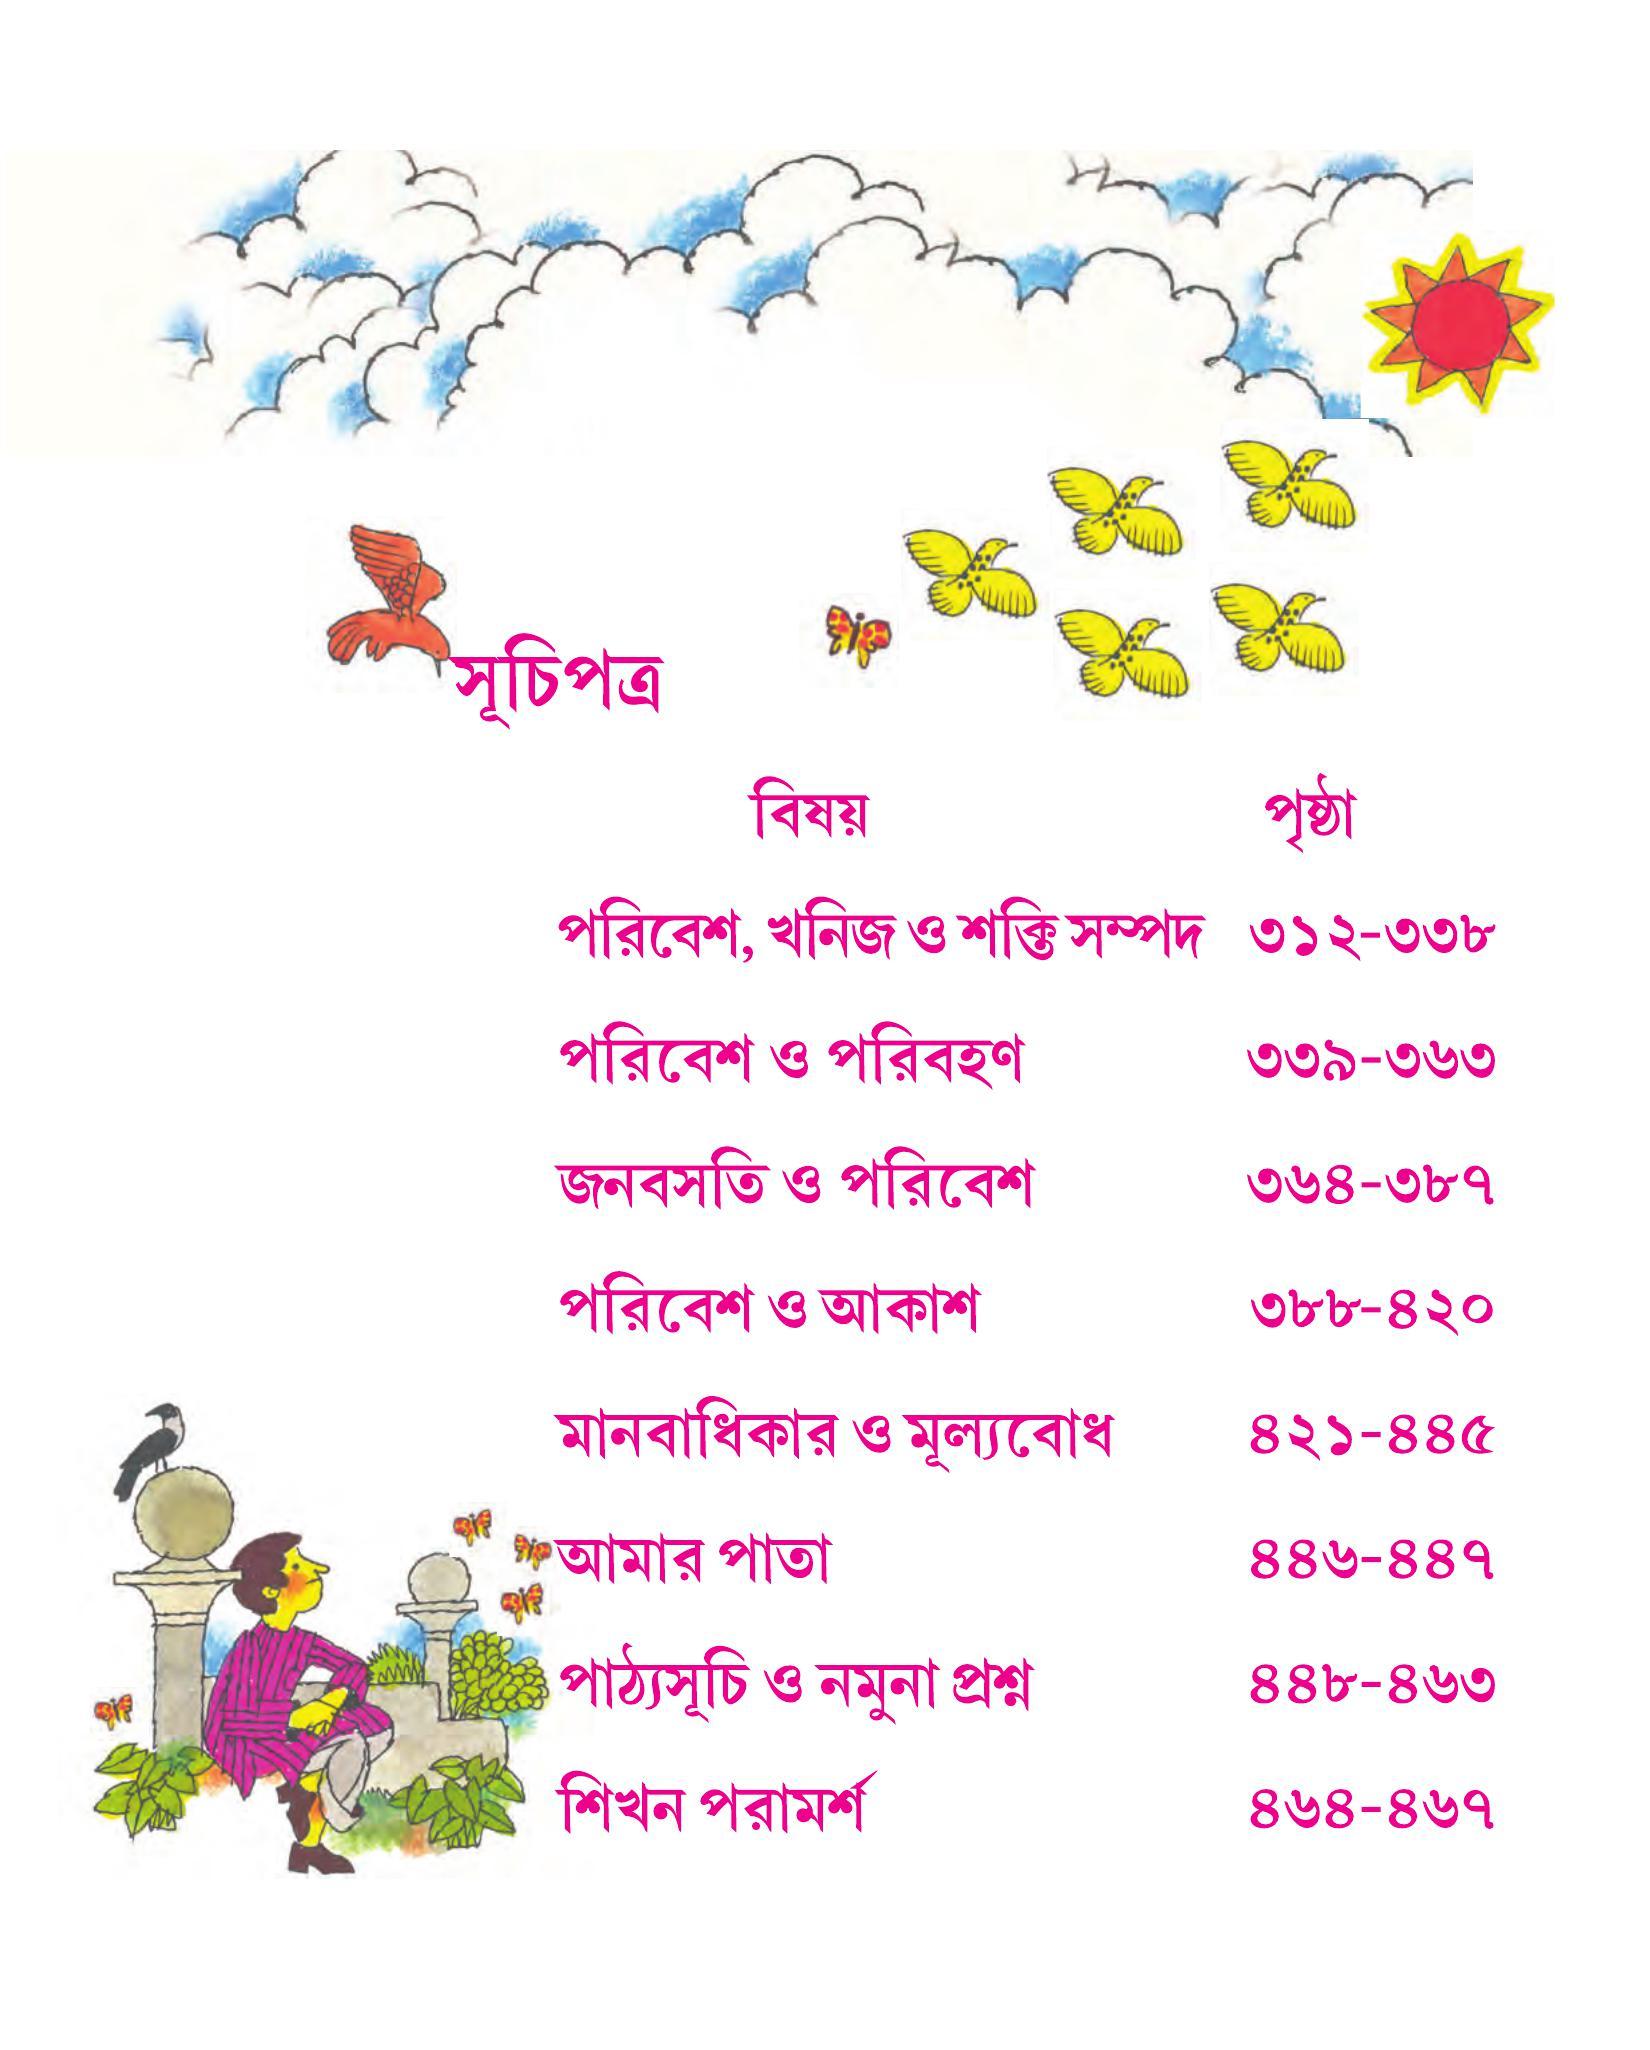 সূচিপত্র
বিষয় পৃষ্ঠা
পরিবেশ, খনিজ ও শক্তি সম্পদ ৩১২-৩৩৮
পরিবেশ ও পরিবহণ ৩৩৯-৩৬৩
জনবসতি ও পরিবেশ ৩৬৪-৩৮৭
পরিবেশ ও আকাশ ৩৮৮-৪২০
মানবাধিকার ও মূল্যবোধ ৪২১-৪৪৫
আমার পাতা ৪৪৬-৪৪৭
পাঠ্যসূচি ও নমুনা প্রশ্ন ৪৪৮-৪৬৩
শিখন পরামর্শ ৪৬৪-৪৬৭